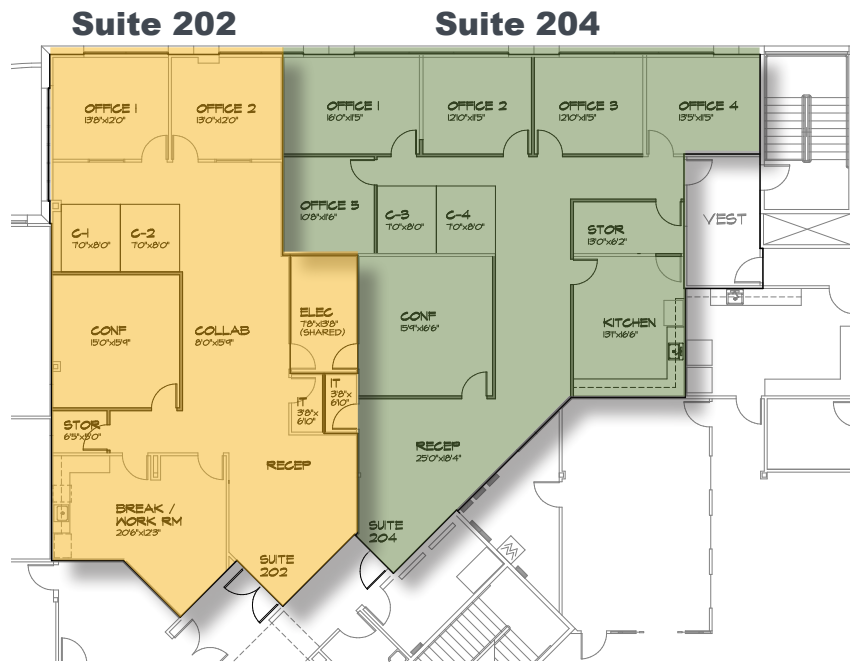 Suite 202
Suite 204
OFFICE 1
13'8"x12'0"
OFFICE 2
13'0"x12'0"
OFFICE 1
16'0"x11'5"
OFFICE 2
12'10"x11'5"
OFFICE 3
12'10"x11'5"
OFFICE 4
13'5"x11'5"
OFFICE 5
10'8"x11'6"
C-1
7'0"x8'0"
C-2
7'0"x8'0"
C-3
7'0"x8'0"
C-4
7'0"x8'0"
STOR
13'0"x6'2"
VEST
CONF
15'0"x15'9"
COLLAB
8'0"x15'9"
ELEC
7'8"x13'8"
(SHARED)
CONF
15'9"x16'6"
KITCHEN
13'1"x16'6"
IT
3'8"x
6'10"
IT
3'8"x
6'10"
STOR
6'5"x5'0"
RECEP
RECEP
25'0"x18'4"
BREAK /
WORK RM
20'6"x12'3"
SUITE
202
SUITE
204